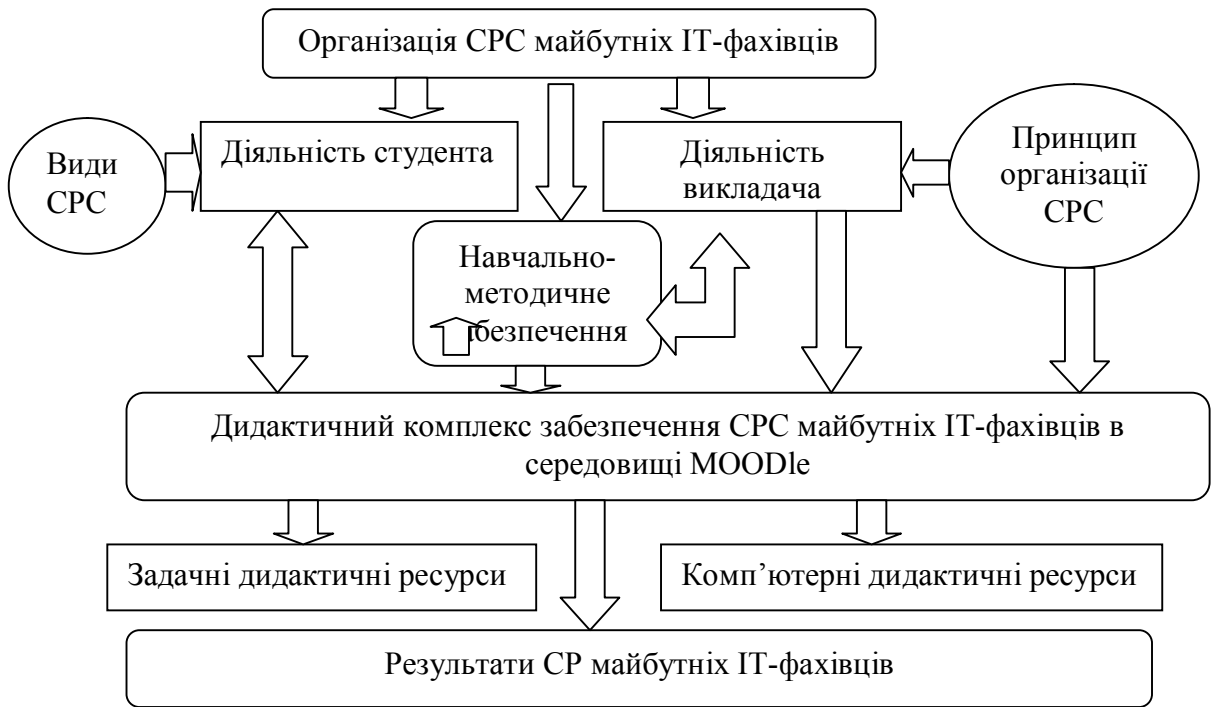 Організація СРС майбутніх ІТ-фахівців
Види
СРС
Діяльність студента
Діяльність
викладача
Принцип
організації
СРС
Навчально-
методичне
абезпечення
Дидактичний комплекс забезпечення СРС майбутніх ІТ-фахівців в
середовищі MOODle
Задачні дидактичні ресурси
Комп’ютерні дидактичні ресурси
Результати СР майбутніх ІТ-фахівців